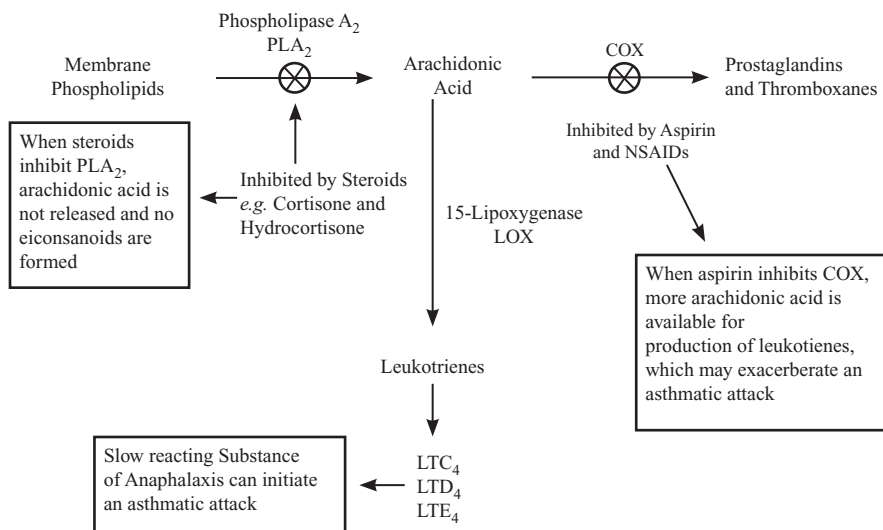 Phospholipase A₂
PLA₂
COX
Membrane
Phospholipids
Arachidonic
Acid
Prostaglandins
and Thromboxanes
When steroids
inhibit PLA₂,
arachidonic acid is
not released and no
eiconsanoids are
formed
Inhibited by Steroids
e.g. Cortisone and
Hydrocortisone
Inhibited by Aspirin
and NSAIDs
15-Lipoxygenase
LOX
When aspirin inhibits COX,
more arachidonic acid is
available for
production of leukotienes,
which may exacerberate an
asthmatic attack
Leukotrienes
Slow reacting Substance
of Anaphalaxis can initiate
an asthmatic attack
LTC₄
LTD₄
LTE₄